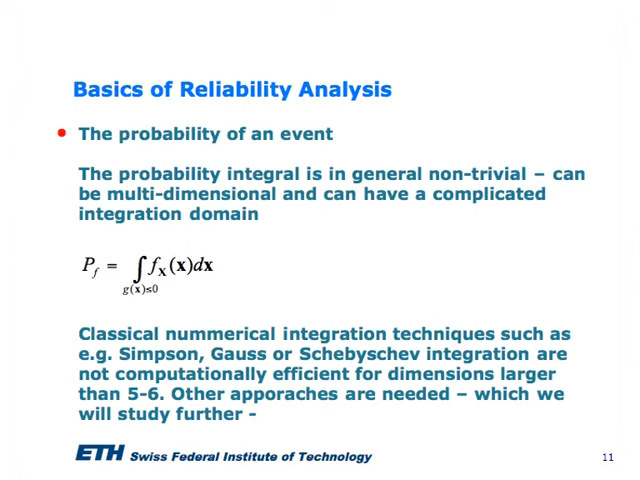 Basics of Reliability Analysis
• The probability of an event
The probability integral is in general non-trivial – can
be multi-dimensional and can have a complicated
integration domain
P_f = ∫ f_X(x)dx
g(x)≤0
Classical nummerical integration techniques such as
e.g. Simpson, Gauss or Schebyschev integration are
not computationally efficient for dimensions larger
than 5-6. Other apporaches are needed – which we
will study further -
ETH Swiss Federal Institute of Technology
11